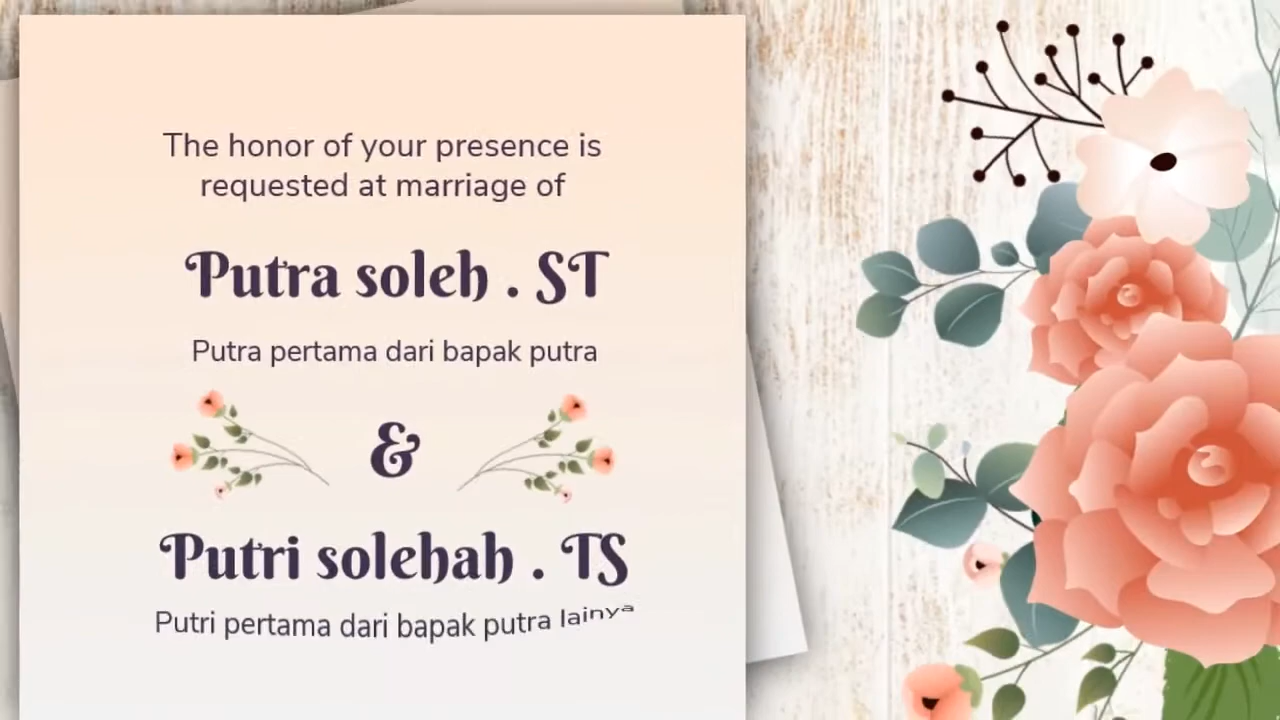 The honor of your presence is
requested at marriage of
Putra soleh . ST
Putra pertama dari bapak putra
&
Putri solehah . TS
Putri pertama dari bapak putra lainya